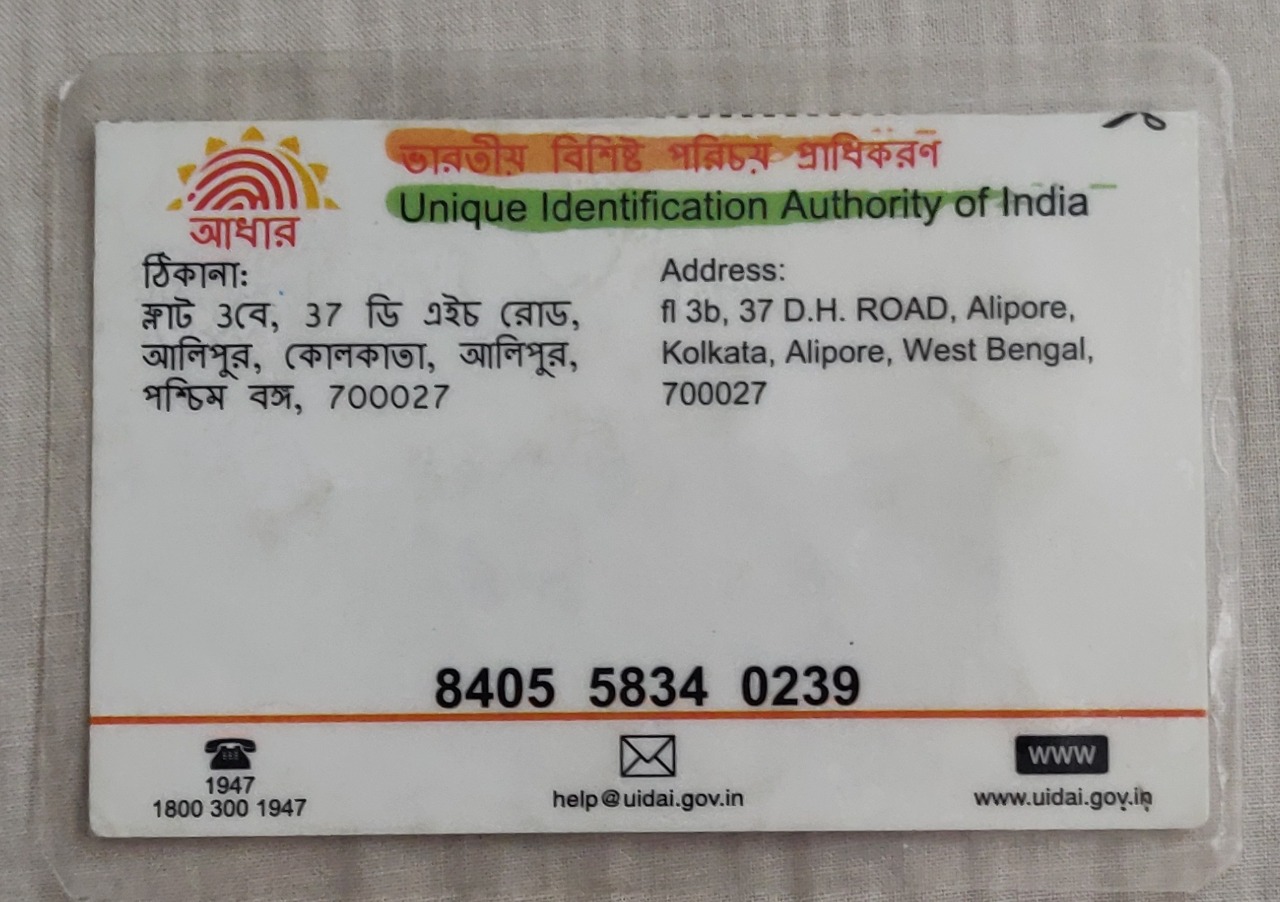 ভারতীয় বিশিষ্ট পরিচয় প্রাধিকরণ
Unique Identification Authority of India
আধার
ঠিকানা:
ফ্লাট 3বে, 37 ডি এইচ রোড,
আলিপুর, কোলকাতা, আলিপুর,
পশ্চিম বঙ্গ, 700027
Address:
fl 3b, 37 D.H. ROAD, Alipore,
Kolkata, Alipore, West Bengal,
700027
8405 5834 0239
1947
1800 300 1947
help@uidai.gov.in
WWW
www.uidai.gov.in